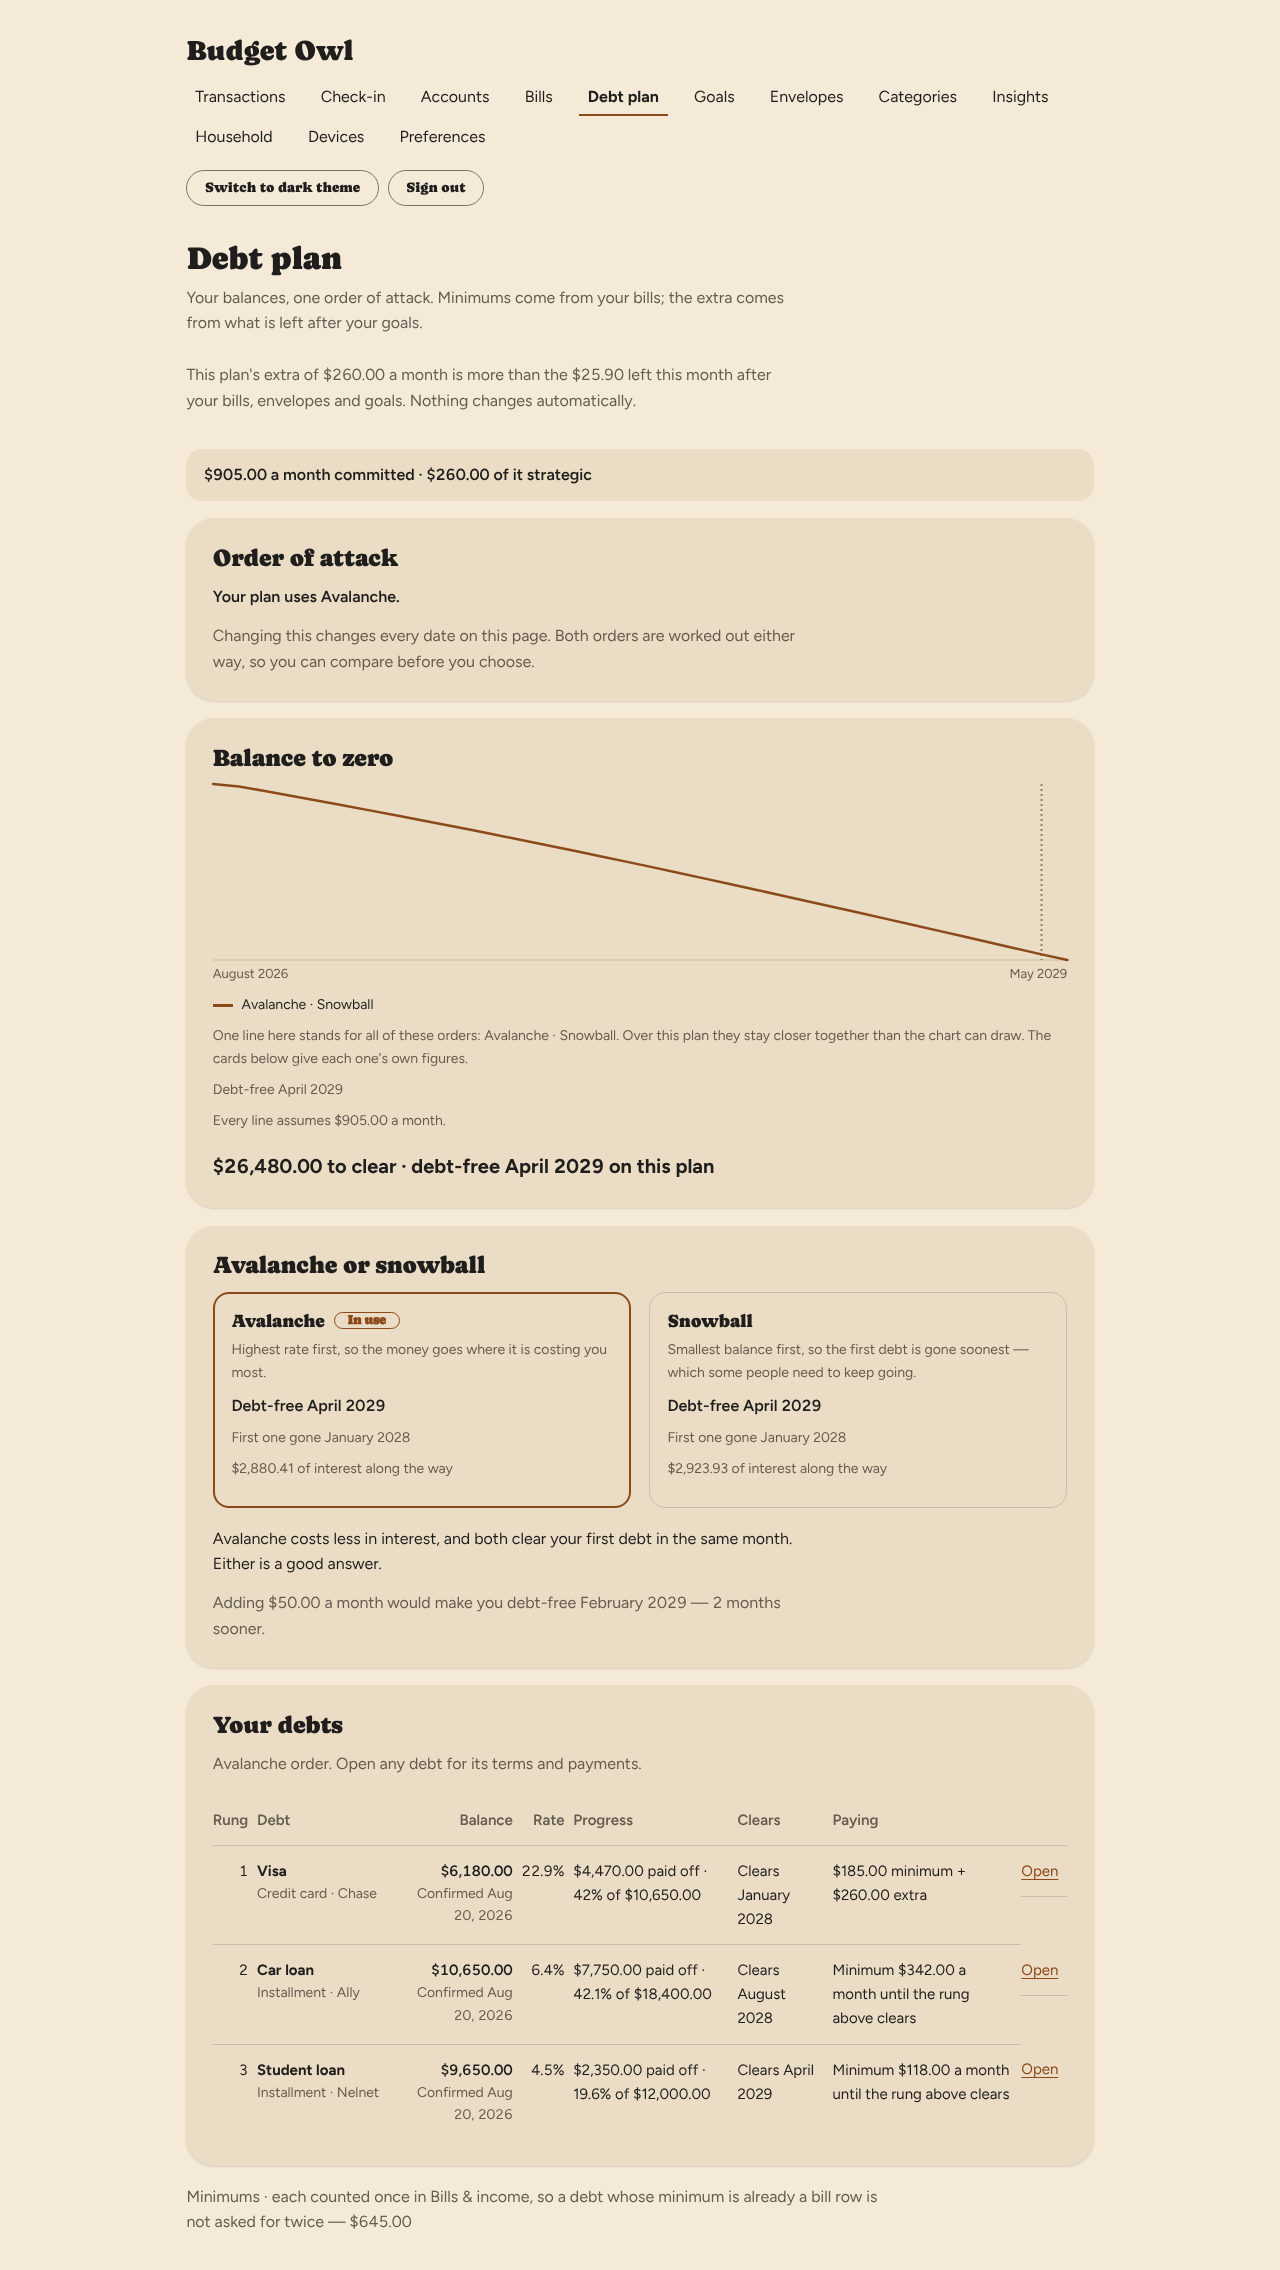 Budget Owl
Transactions Check-in Accounts Bills Debt plan Goals Envelopes Categories Insights
Household Devices Preferences
Switch to dark theme Sign out
Debt plan
Your balances, one order of attack. Minimums come from your bills; the extra comes
from what is left after your goals.
This plan's extra of $260.00 a month is more than the $25.90 left this month after
your bills, envelopes and goals. Nothing changes automatically.
$905.00 a month committed · $260.00 of it strategic
Order of attack
Your plan uses Avalanche.
Changing this changes every date on this page. Both orders are worked out either
way, so you can compare before you choose.
Balance to zero
August 2026 May 2029
Avalanche · Snowball
One line here stands for all of these orders: Avalanche · Snowball. Over this plan they stay closer together than the chart can draw. The
cards below give each one's own figures.
Debt-free April 2029
Every line assumes $905.00 a month.
$26,480.00 to clear · debt-free April 2029 on this plan
Avalanche or snowball
Avalanche In use
Highest rate first, so the money goes where it is costing you
most.
Debt-free April 2029
First one gone January 2028
$2,880.41 of interest along the way
Snowball
Smallest balance first, so the first debt is gone soonest —
which some people need to keep going.
Debt-free April 2029
First one gone January 2028
$2,923.93 of interest along the way
Avalanche costs less in interest, and both clear your first debt in the same month.
Either is a good answer.
Adding $50.00 a month would make you debt-free February 2029 — 2 months
sooner.
Your debts
Avalanche order. Open any debt for its terms and payments.
Rung Debt Balance Rate Progress Clears Paying
1 Visa $6,180.00 22.9% $4,470.00 paid off · Clears $185.00 minimum + Open
Credit card · Chase Confirmed Aug 42% of $10,650.00 January $260.00 extra
20, 2026 2028
2 Car loan $10,650.00 6.4% $7,750.00 paid off · Clears Minimum $342.00 a Open
Installment · Ally Confirmed Aug 42.1% of $18,400.00 August month until the rung
20, 2026 2028 above clears
3 Student loan $9,650.00 4.5% $2,350.00 paid off · Clears April Minimum $118.00 a month Open
Installment · Nelnet Confirmed Aug 19.6% of $12,000.00 2029 until the rung above clears
20, 2026
Minimums · each counted once in Bills & income, so a debt whose minimum is already a bill row is
not asked for twice — $645.00